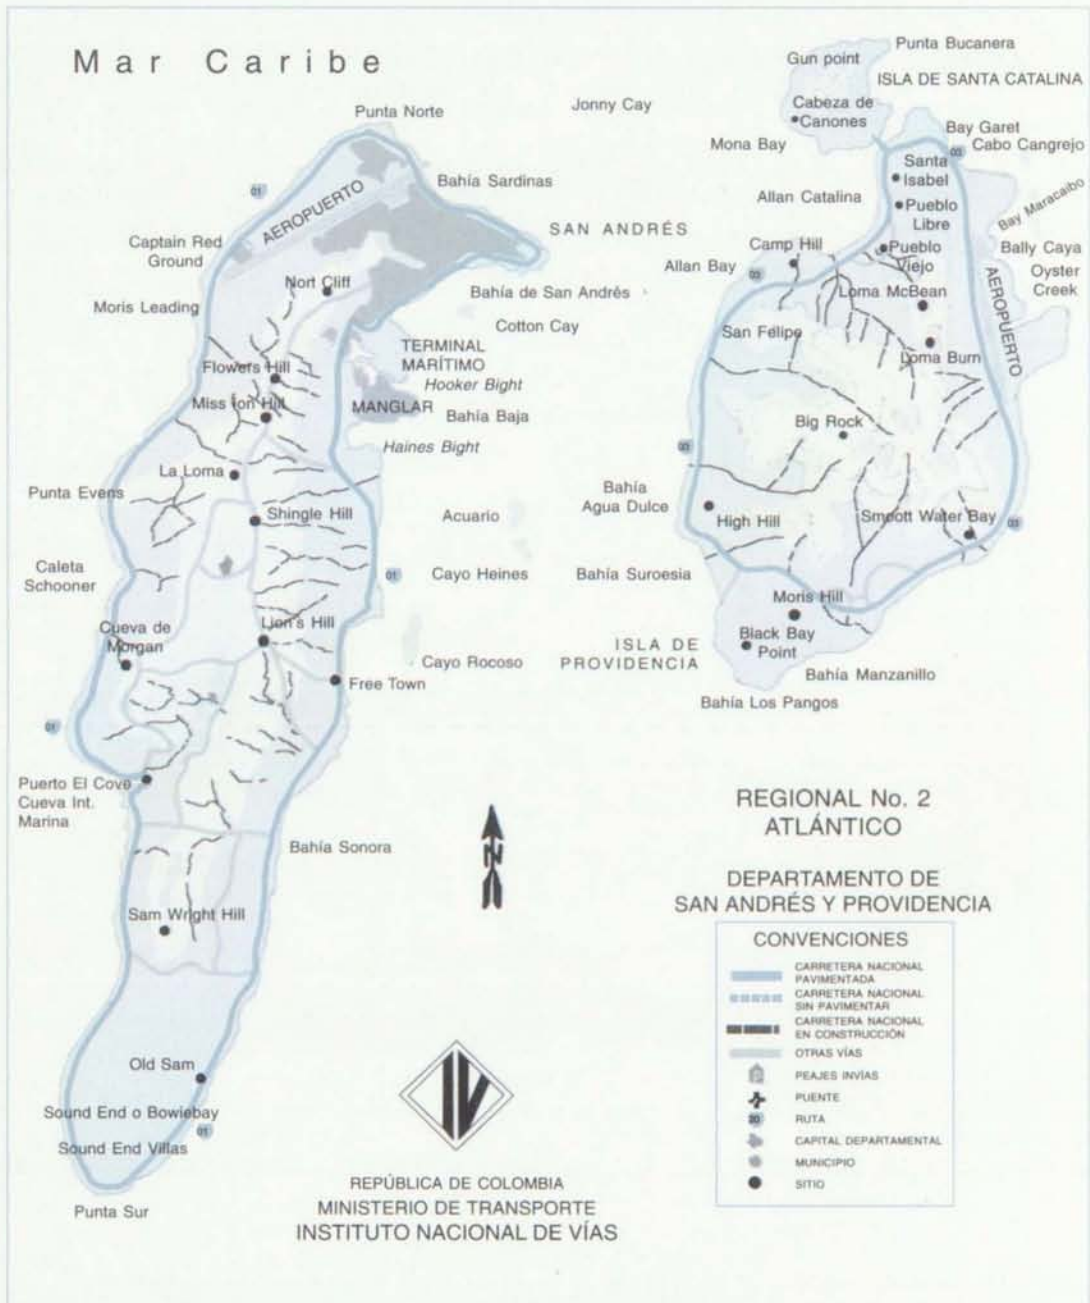 Mar Caribe
Punta Norte
Jonny Cay
01
AEROPUERTO
Bahía Sardinas
SAN ANDRÉS
Captain Red
Ground
Nort Cliff
Moris Leading
Bahía de San Andrés
Cotton Cay
TERMINAL
MARÍTIMO
Flowers Hill
Hooker Bight
Miss Ion Hill
MANGLAR
Bahía Baja
Haines Bight
La Loma
Punta Evens
Shingle Hill
Acuario
Caleta
Schooner
01
Cayo Heines
Cueva de
Morgan
Lion's Hill
Cayo Rocoso
Free Town
01
Puerto El Cove
Cueva Int.
Marina
Bahía Sonora
Sam Wright Hill
Old Sam
Sound End o Bowiebay
01
Sound End Villas
Punta Sur
Punta Bucanera
Gun point
ISLA DE SANTA CATALINA
Cabeza de
Canones
Bay Garet
Mona Bay
03
Cabo Cangrejo
Santa
Isabel
Allan Catalina
Pueblo
Libre
Bay Maracaibo
Camp Hill
Pueblo
Viejo
Bally Caya
Allan Bay
03
Oyster
Creek
Loma McBean
AEROPUERTO
San Felipe
Loma Burn
Big Rock
03
Bahía
Agua Dulce
High Hill
Smoott Water Bay
03
Bahía Suroesia
Moris Hill
ISLA DE
PROVIDENCIA
Black Bay
Point
Bahía Manzanillo
Bahía Los Pangos
N
REGIONAL No. 2
ATLÁNTICO
DEPARTAMENTO DE
SAN ANDRÉS Y PROVIDENCIA
CONVENCIONES
CARRETERA NACIONAL
PAVIMENTADA
CARRETERA NACIONAL
SIN PAVIMENTAR
CARRETERA NACIONAL
EN CONSTRUCCIÓN
OTRAS VÍAS
PEAJES INVÍAS
PUENTE
20 RUTA
CAPITAL DEPARTAMENTAL
MUNICIPIO
SITIO
REPÚBLICA DE COLOMBIA
MINISTERIO DE TRANSPORTE
INSTITUTO NACIONAL DE VÍAS